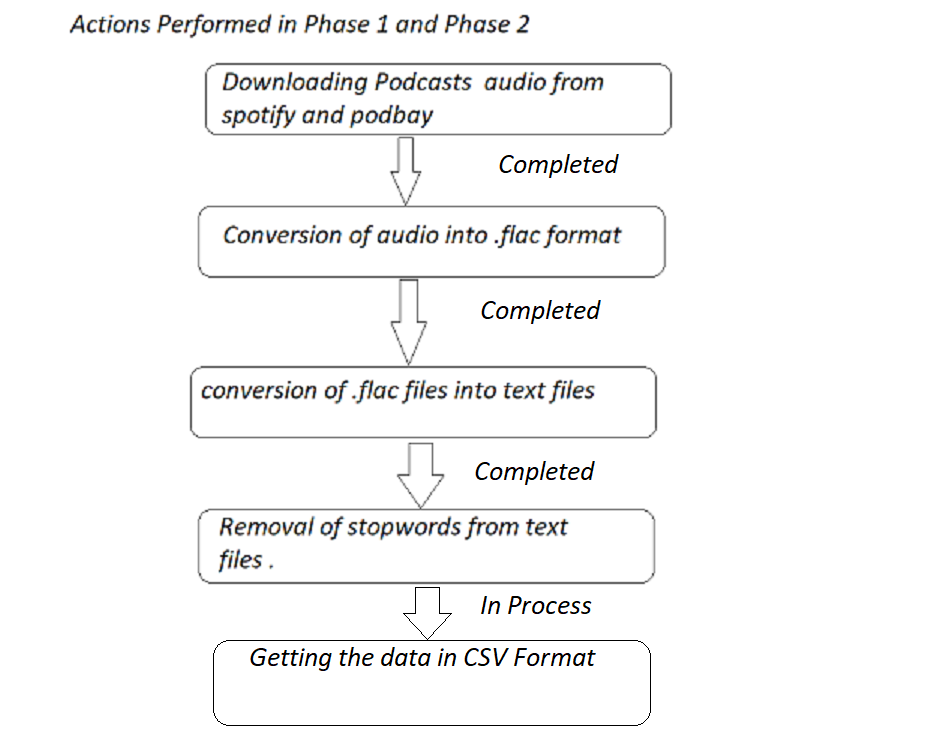 Actions Performed in Phase 1 and Phase 2
Downloading Podcasts audio from
spotify and podbay
Completed
Conversion of audio into .flac format
Completed
conversion of .flac files into text files
Completed
Removal of stopwords from text
files .
In Process
Getting the data in CSV Format